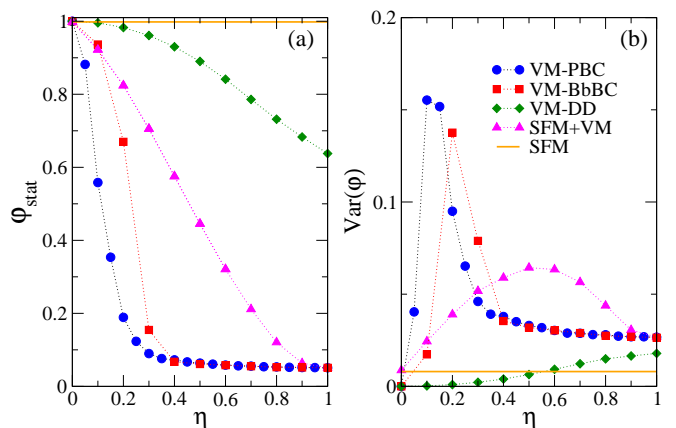 1
0.8
0.6
0.4
0.2
0
φstat
0 0.2 0.4 0.6 0.8 1
η
(a)
0.2
0.1
0
Var(φ)
0 0.2 0.4 0.6 0.8 1
η
(b)
VM-PBC
VM-BbBC
VM-DD
SFM+VM
SFM